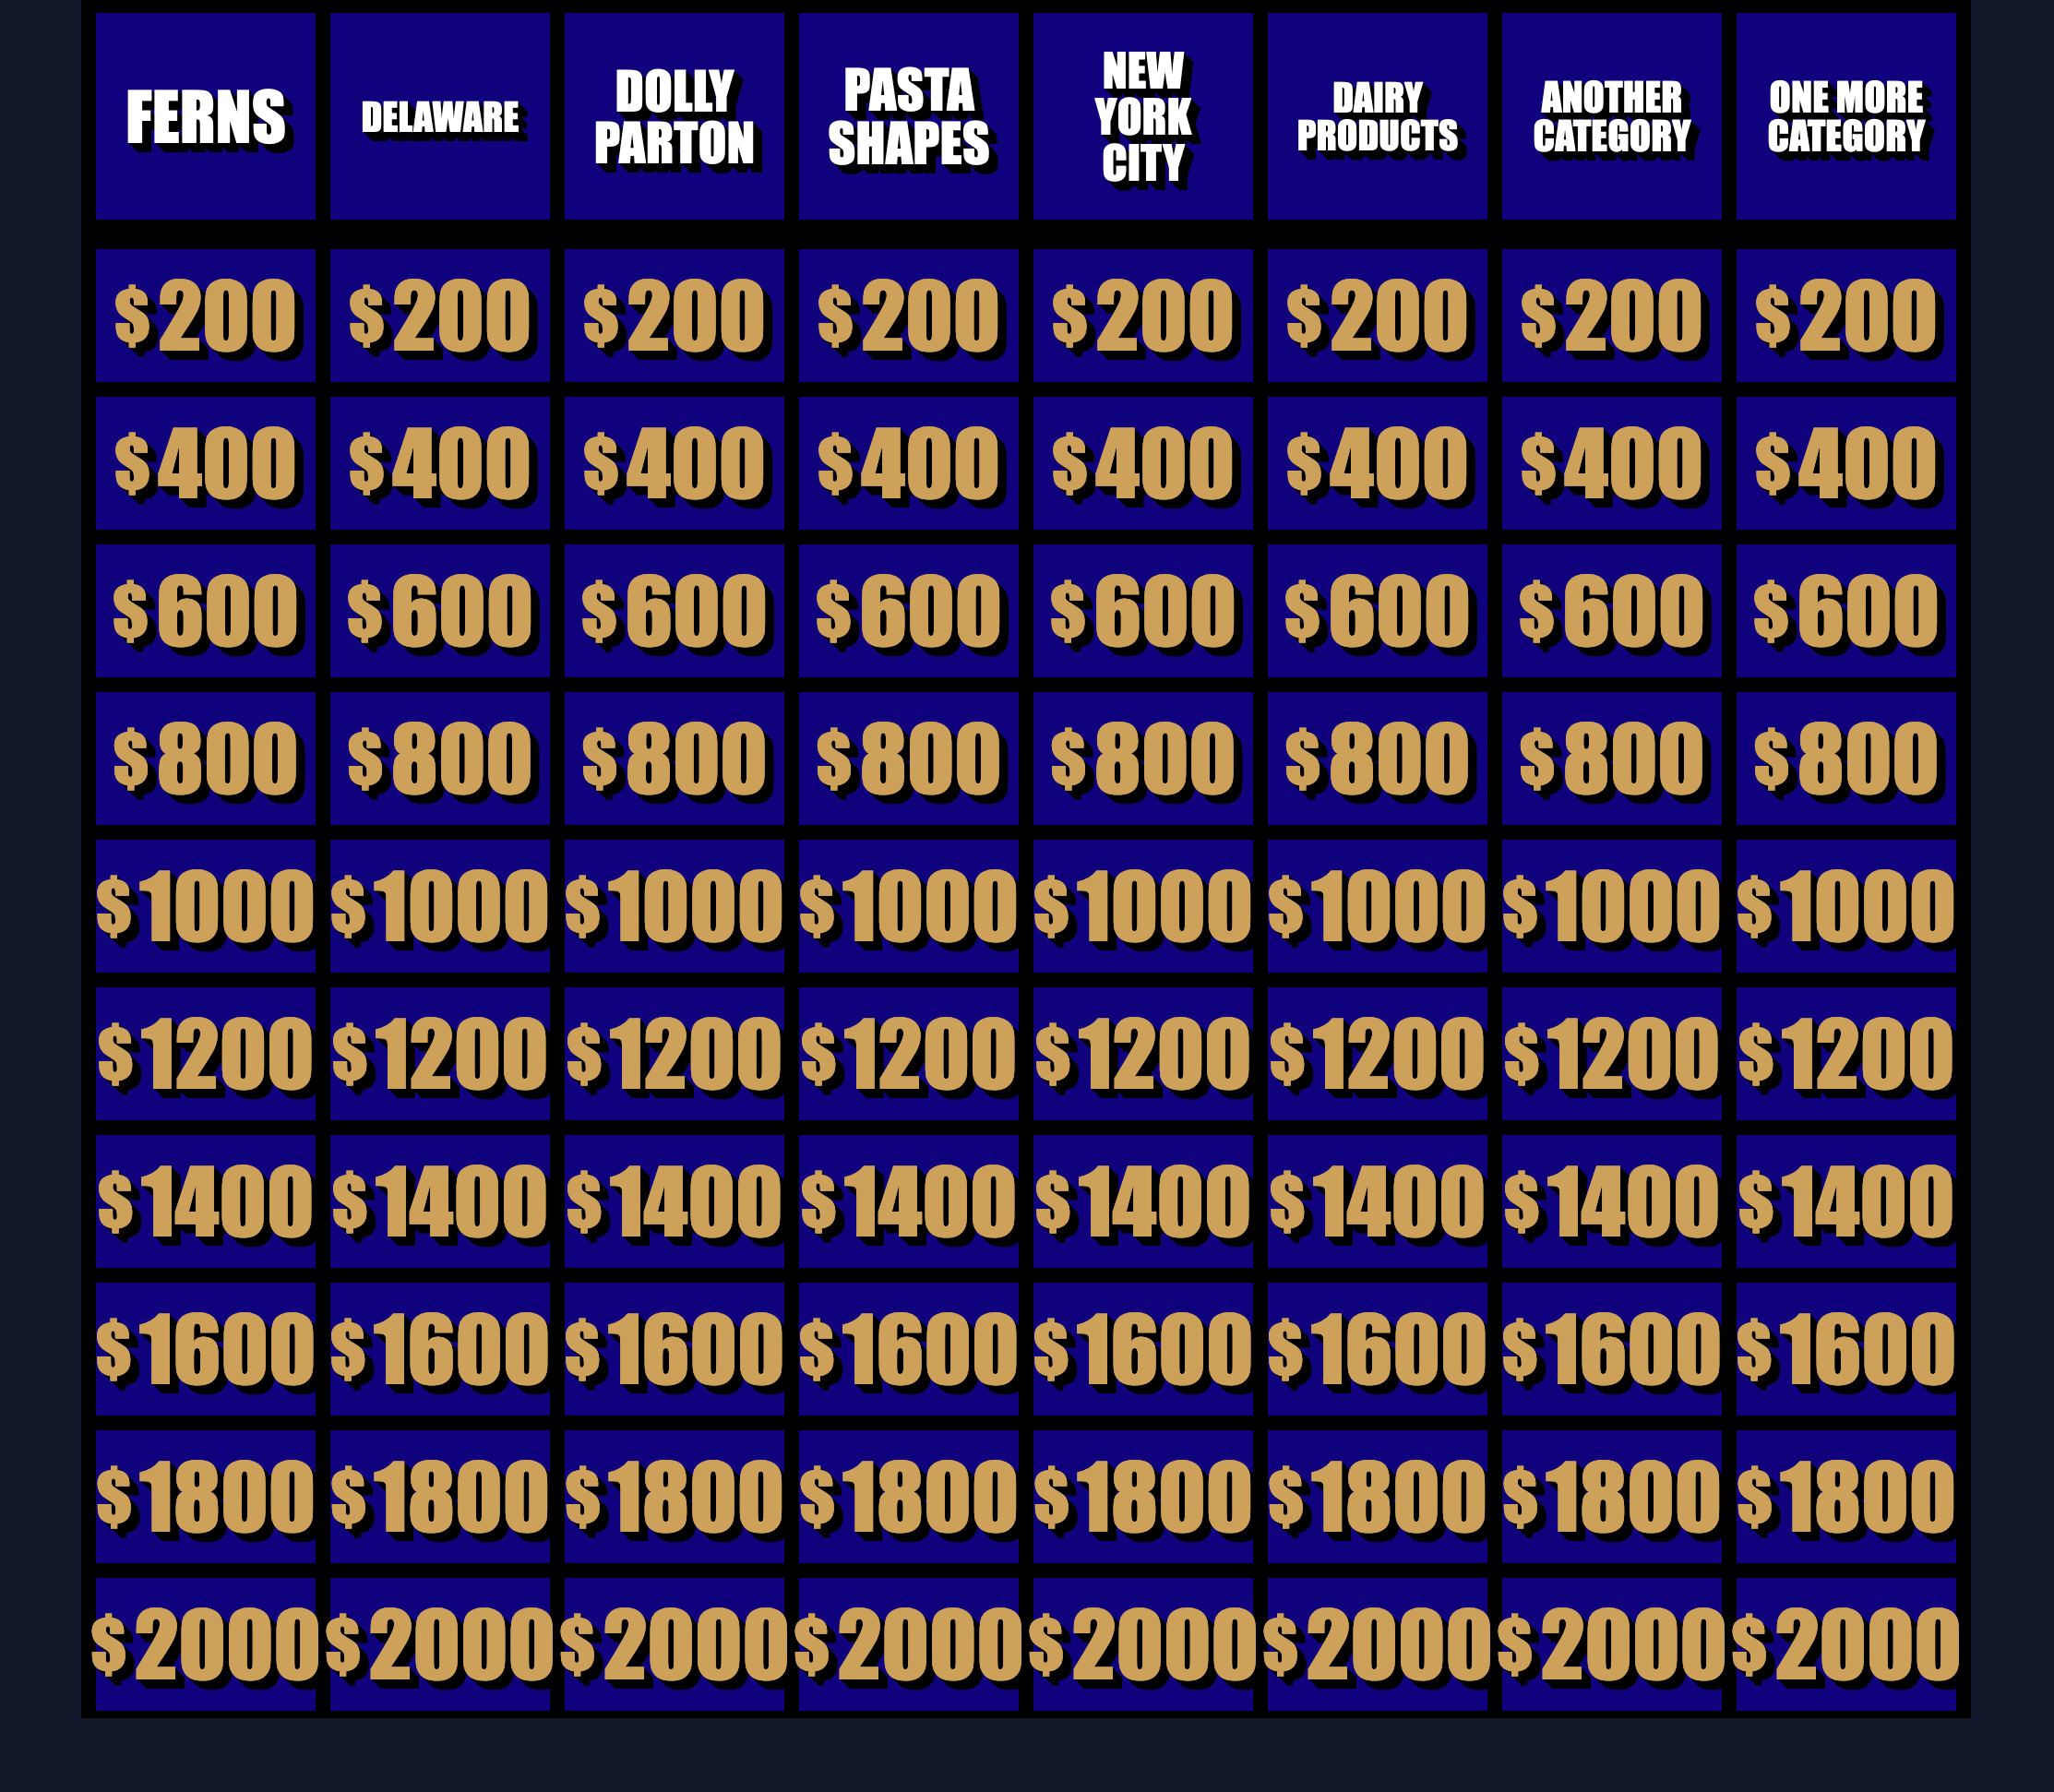 FERNS
DELAWARE
DOLLY
PARTON
PASTA
SHAPES
NEW
YORK
CITY
DAIRY
PRODUCTS
ANOTHER
CATEGORY
ONE MORE
CATEGORY
$200 $200 $200 $200 $200 $200 $200 $200
$400 $400 $400 $400 $400 $400 $400 $400
$600 $600 $600 $600 $600 $600 $600 $600
$800 $800 $800 $800 $800 $800 $800 $800
$1000 $1000 $1000 $1000 $1000 $1000 $1000 $1000
$1200 $1200 $1200 $1200 $1200 $1200 $1200 $1200
$1400 $1400 $1400 $1400 $1400 $1400 $1400 $1400
$1600 $1600 $1600 $1600 $1600 $1600 $1600 $1600
$1800 $1800 $1800 $1800 $1800 $1800 $1800 $1800
$2000 $2000 $2000 $2000 $2000 $2000 $2000 $2000